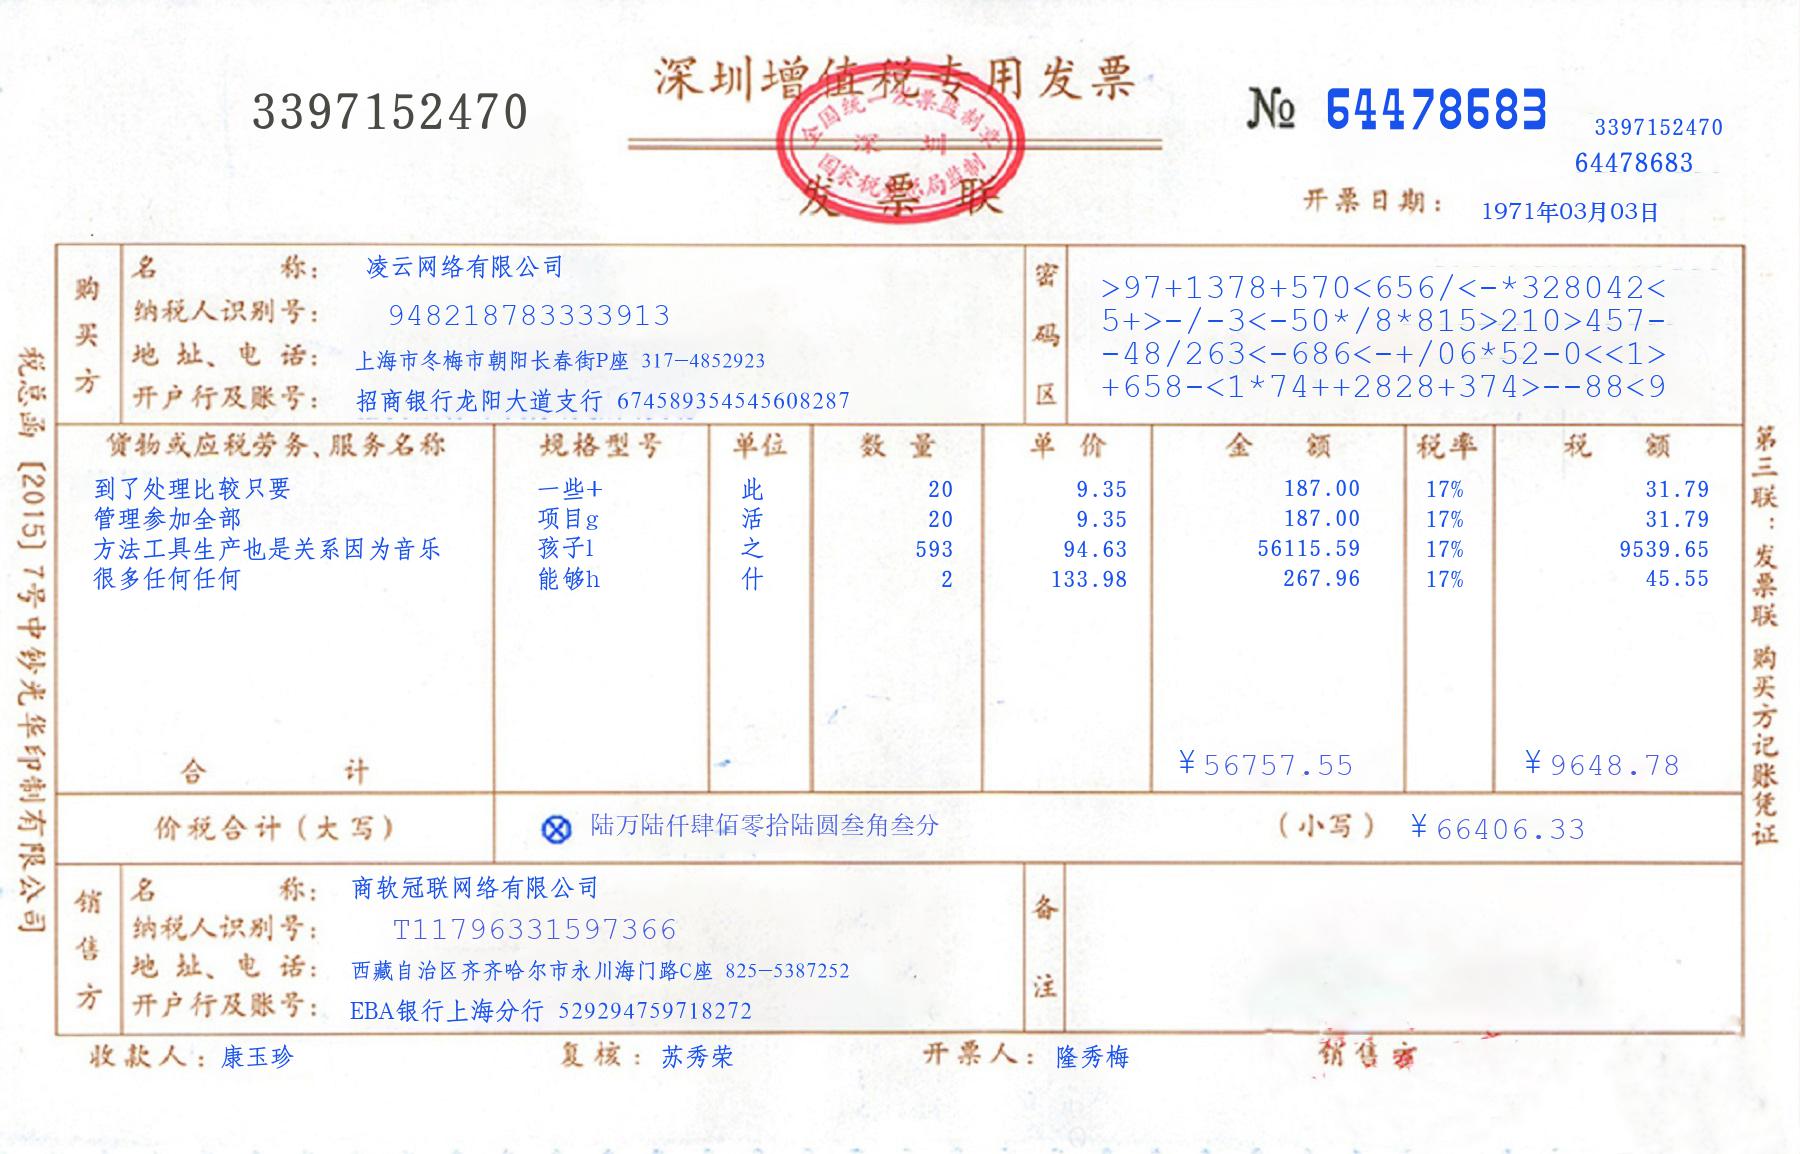 深圳增值税专用发票
3397152470
全国统一发票监制章
深 圳
国家税务总局监制
发 票 联
№ 64478683
3397152470
64478683
开票日期： 1971年03月03日
购买方
名 称： 凌云网络有限公司
纳税人识别号： 948218783333913
地 址、电 话： 上海市冬梅市朝阳长春街P座 317-4852923
开户行及账号： 招商银行龙阳大道支行 674589354545608287
密码区
>97+1378+570<656/<-*328042<
5+>-/-3<-50*/8*815>210>457-
-48/263<-686<-+/06*52-0<<1>
+658-<1*74++2828+374>--88<9
货物或应税劳务、服务名称 规格型号 单位 数 量 单 价 金 额 税率 税 额
到了处理比较只要 一些+ 此 20 9.35 187.00 17% 31.79
管理参加全部 项目g 活 20 9.35 187.00 17% 31.79
方法工具生产也是关系因为音乐 孩子l 之 593 94.63 56115.59 17% 9539.65
很多任何任何 能够h 什 2 133.98 267.96 17% 45.55
合 计 ￥56757.55 ￥9648.78
价税合计（大写） ⊗ 陆万陆仟肆佰零拾陆圆叁角叁分 （小写） ￥66406.33
销售方
名 称： 商软冠联网络有限公司
纳税人识别号： T11796331597366
地 址、电 话： 西藏自治区齐齐哈尔市永川海门路C座 825-5387252
开户行及账号： EBA银行上海分行 529294759718272
备注
收款人： 康玉珍 复核： 苏秀荣 开票人： 隆秀梅 销售
税总函[2015]7号中钞光华印制有限公司
第三联：发票联 购买方记账凭证